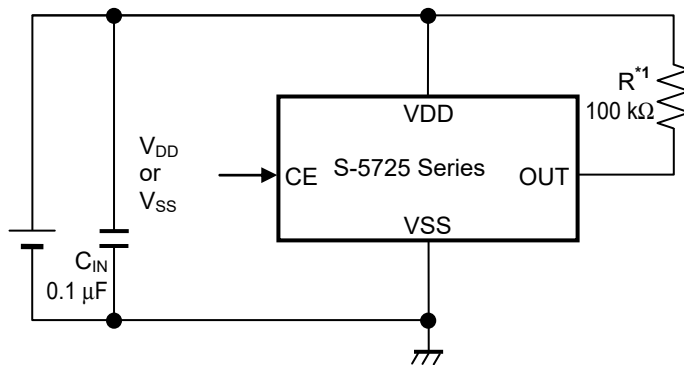 R*1
100 kΩ
VDD
VDD
or
VSS
CE
S-5725 Series
OUT
VSS
CIN
0.1 µF